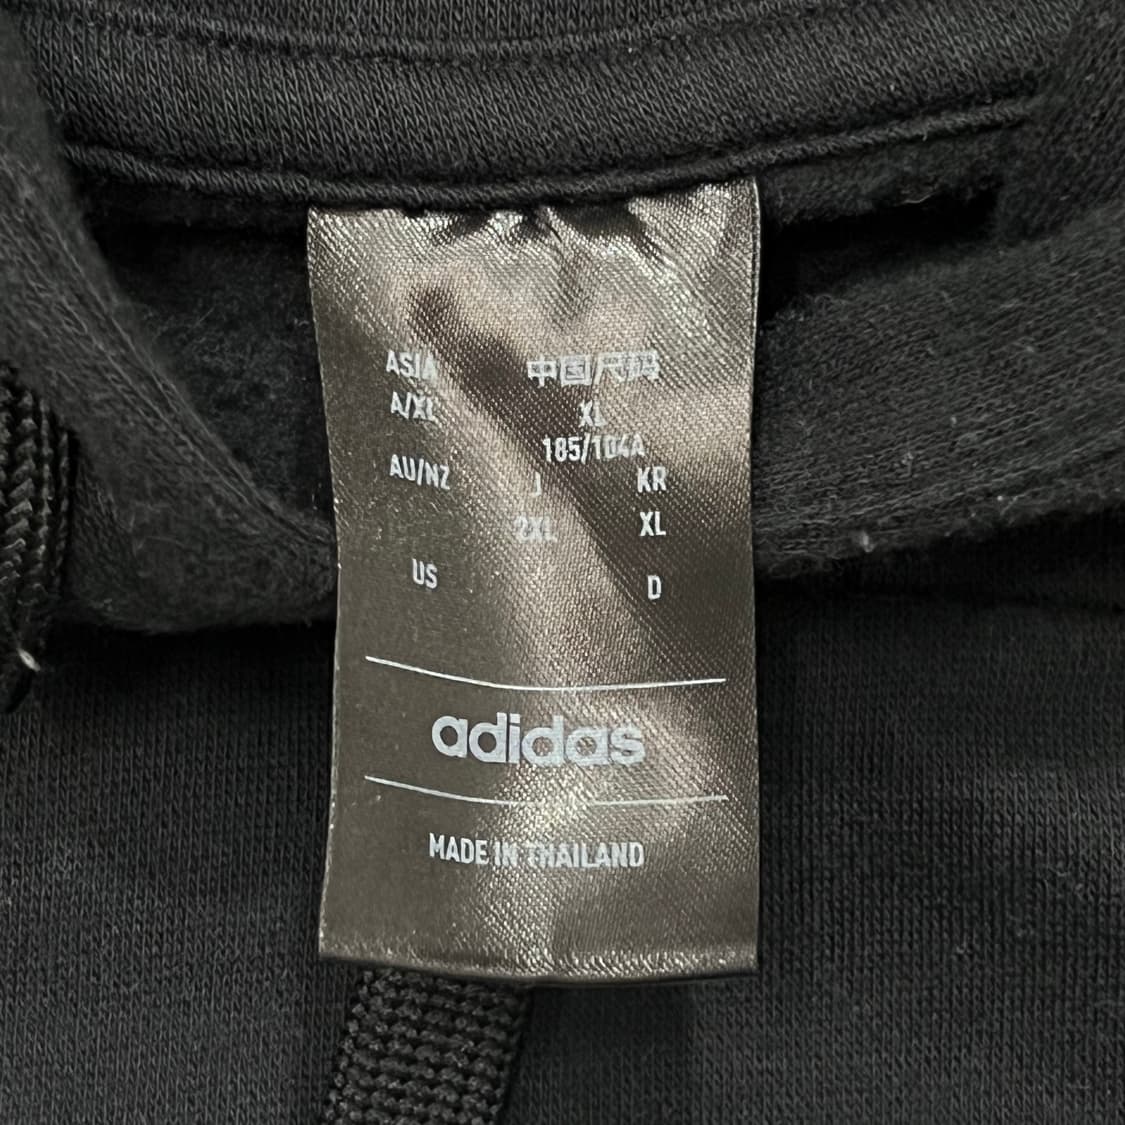 ASIA 中国/尺码
A/XL XL
185/104A
AU/NZ J KR
2XL XL
US D
adidas
MADE IN THAILAND